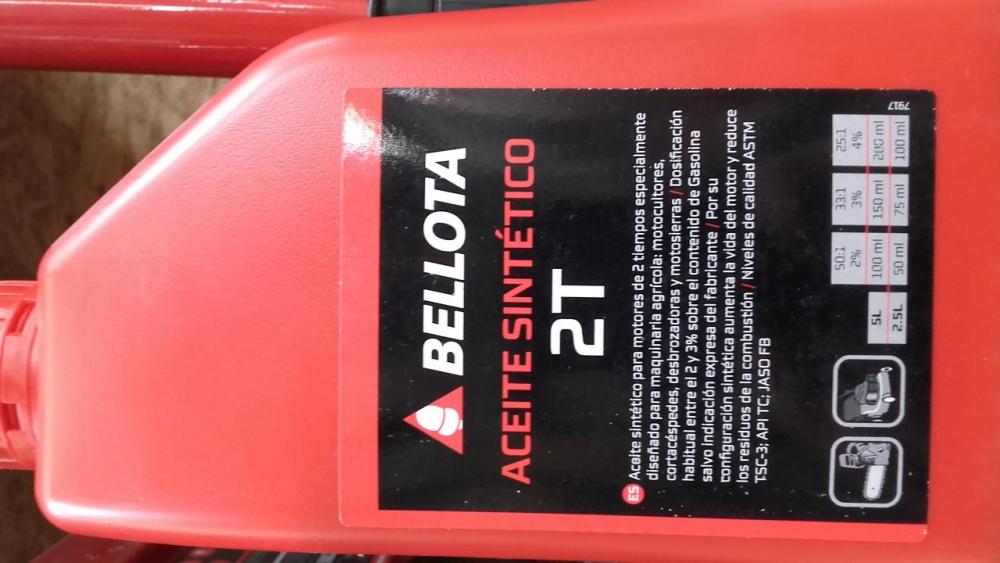 BELLOTA
ACEITE SINTÉTICO
2T
ES Aceite sintético para motores de 2 tiempos especialmente
diseñado para maquinaria agrícola: motocultores,
cortacéspedes, desbrozadoras y motosierras / Dosificación
habitual entre el 2 y 3% sobre el contenido de Gasolina
salvo indicación expresa del fabricante / Por su
configuración sintética aumenta la vida del motor y reduce
los residuos de la combustión / Niveles de calidad ASTM
TSC-3; API TC; JASO FB
50:1 33:1 25:1
2% 3% 4%
5L 100 ml 150 ml 200 ml
2.5L 50 ml 75 ml 100 ml
7917